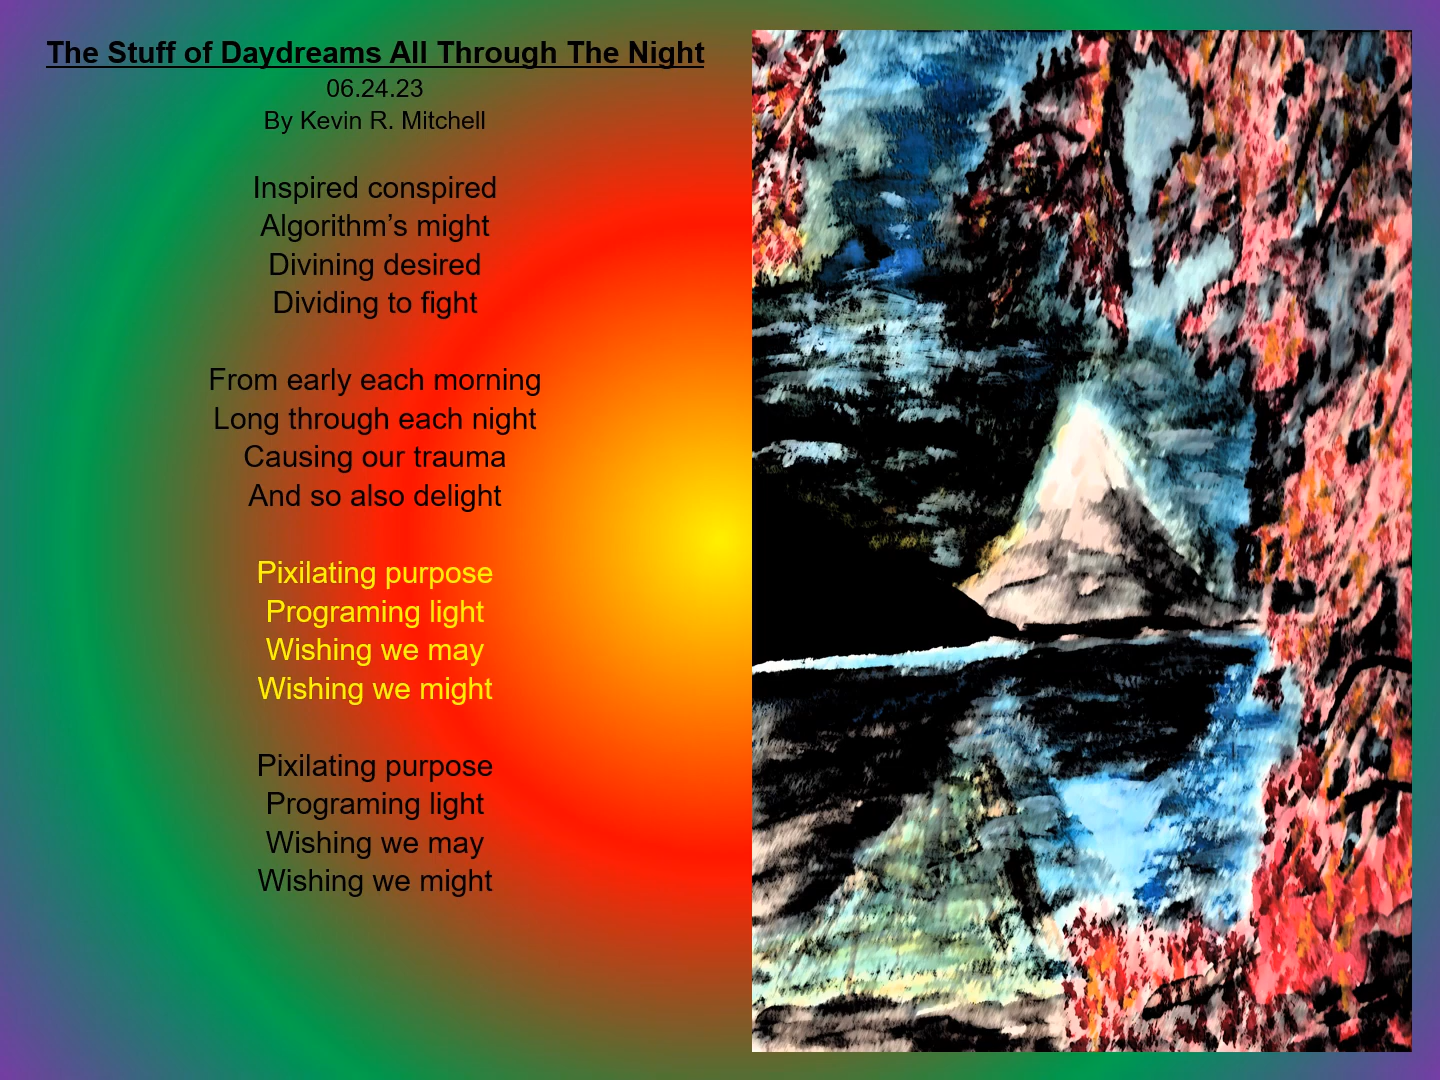 The Stuff of Daydreams All Through The Night
06.24.23
By Kevin R. Mitchell
Inspired conspired
Algorithm’s might
Divining desired
Dividing to fight
From early each morning
Long through each night
Causing our trauma
And so also delight
Pixilating purpose
Programing light
Wishing we may
Wishing we might
Pixilating purpose
Programing light
Wishing we may
Wishing we might